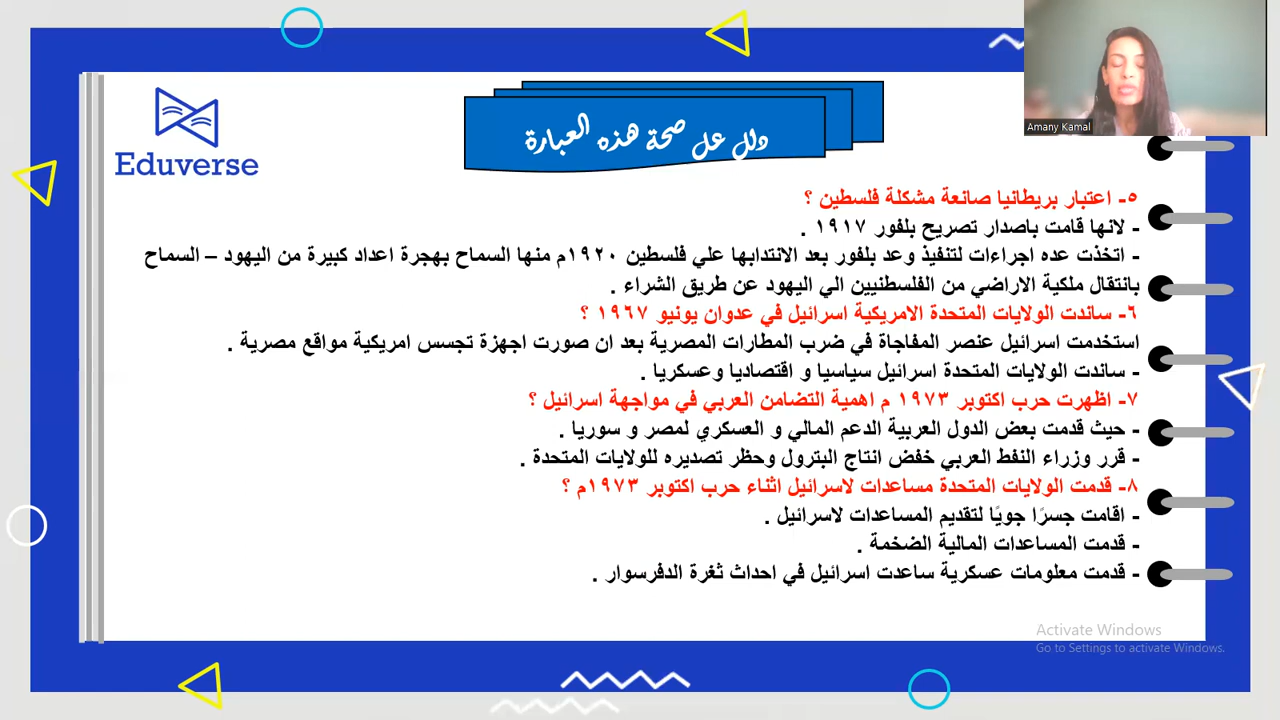 Amany Kamal
Eduverse
دلل على صحة هذه العبارة
٥- اعتبار بريطانيا صانعة مشكلة فلسطين ؟
- لانها قامت باصدار تصريح بلفور ١٩١٧ .
- اتخذت عده اجراءات لتنفيذ وعد بلفور بعد الانتدابها علي فلسطين ١٩٢٠م منها السماح بهجرة اعداد كبيرة من اليهود – السماح
بانتقال ملكية الاراضي من الفلسطنيين الي اليهود عن طريق الشراء .
٦- ساندت الولايات المتحدة الامريكية اسرائيل في عدوان يونيو ١٩٦٧ ؟
استخدمت اسرائيل عنصر المفاجاة في ضرب المطارات المصرية بعد ان صورت اجهزة تجسس امريكية مواقع مصرية .
- ساندت الولايات المتحدة اسرائيل سياسيا و اقتصاديا وعسكريا .
٧- اظهرت حرب اكتوبر ١٩٧٣ م اهمية التضامن العربي في مواجهة اسرائيل ؟
- حيث قدمت بعض الدول العربية الدعم المالي و العسكري لمصر و سوريا .
- قرر وزراء النفط العربي خفض انتاج البترول وحظر تصديره للولايات المتحدة .
٨- قدمت الولايات المتحدة مساعدات لاسرائيل اثناء حرب اكتوبر ١٩٧٣م ؟
- اقامت جسرًا جويًا لتقديم المساعدات لاسرائيل .
- قدمت المساعدات المالية الضخمة .
- قدمت معلومات عسكرية ساعدت اسرائيل في احداث ثغرة الدفرسوار .
Activate Windows
Go to Settings to activate Windows.